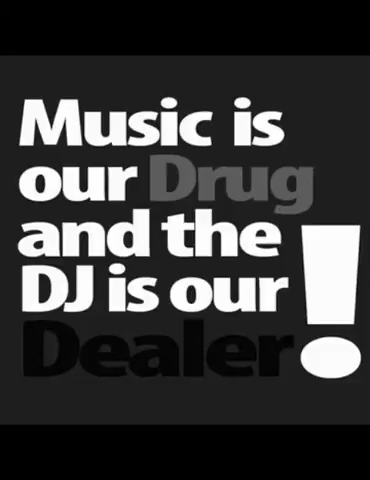 Music is
our Drug
and the
DJ is our
Dealer!